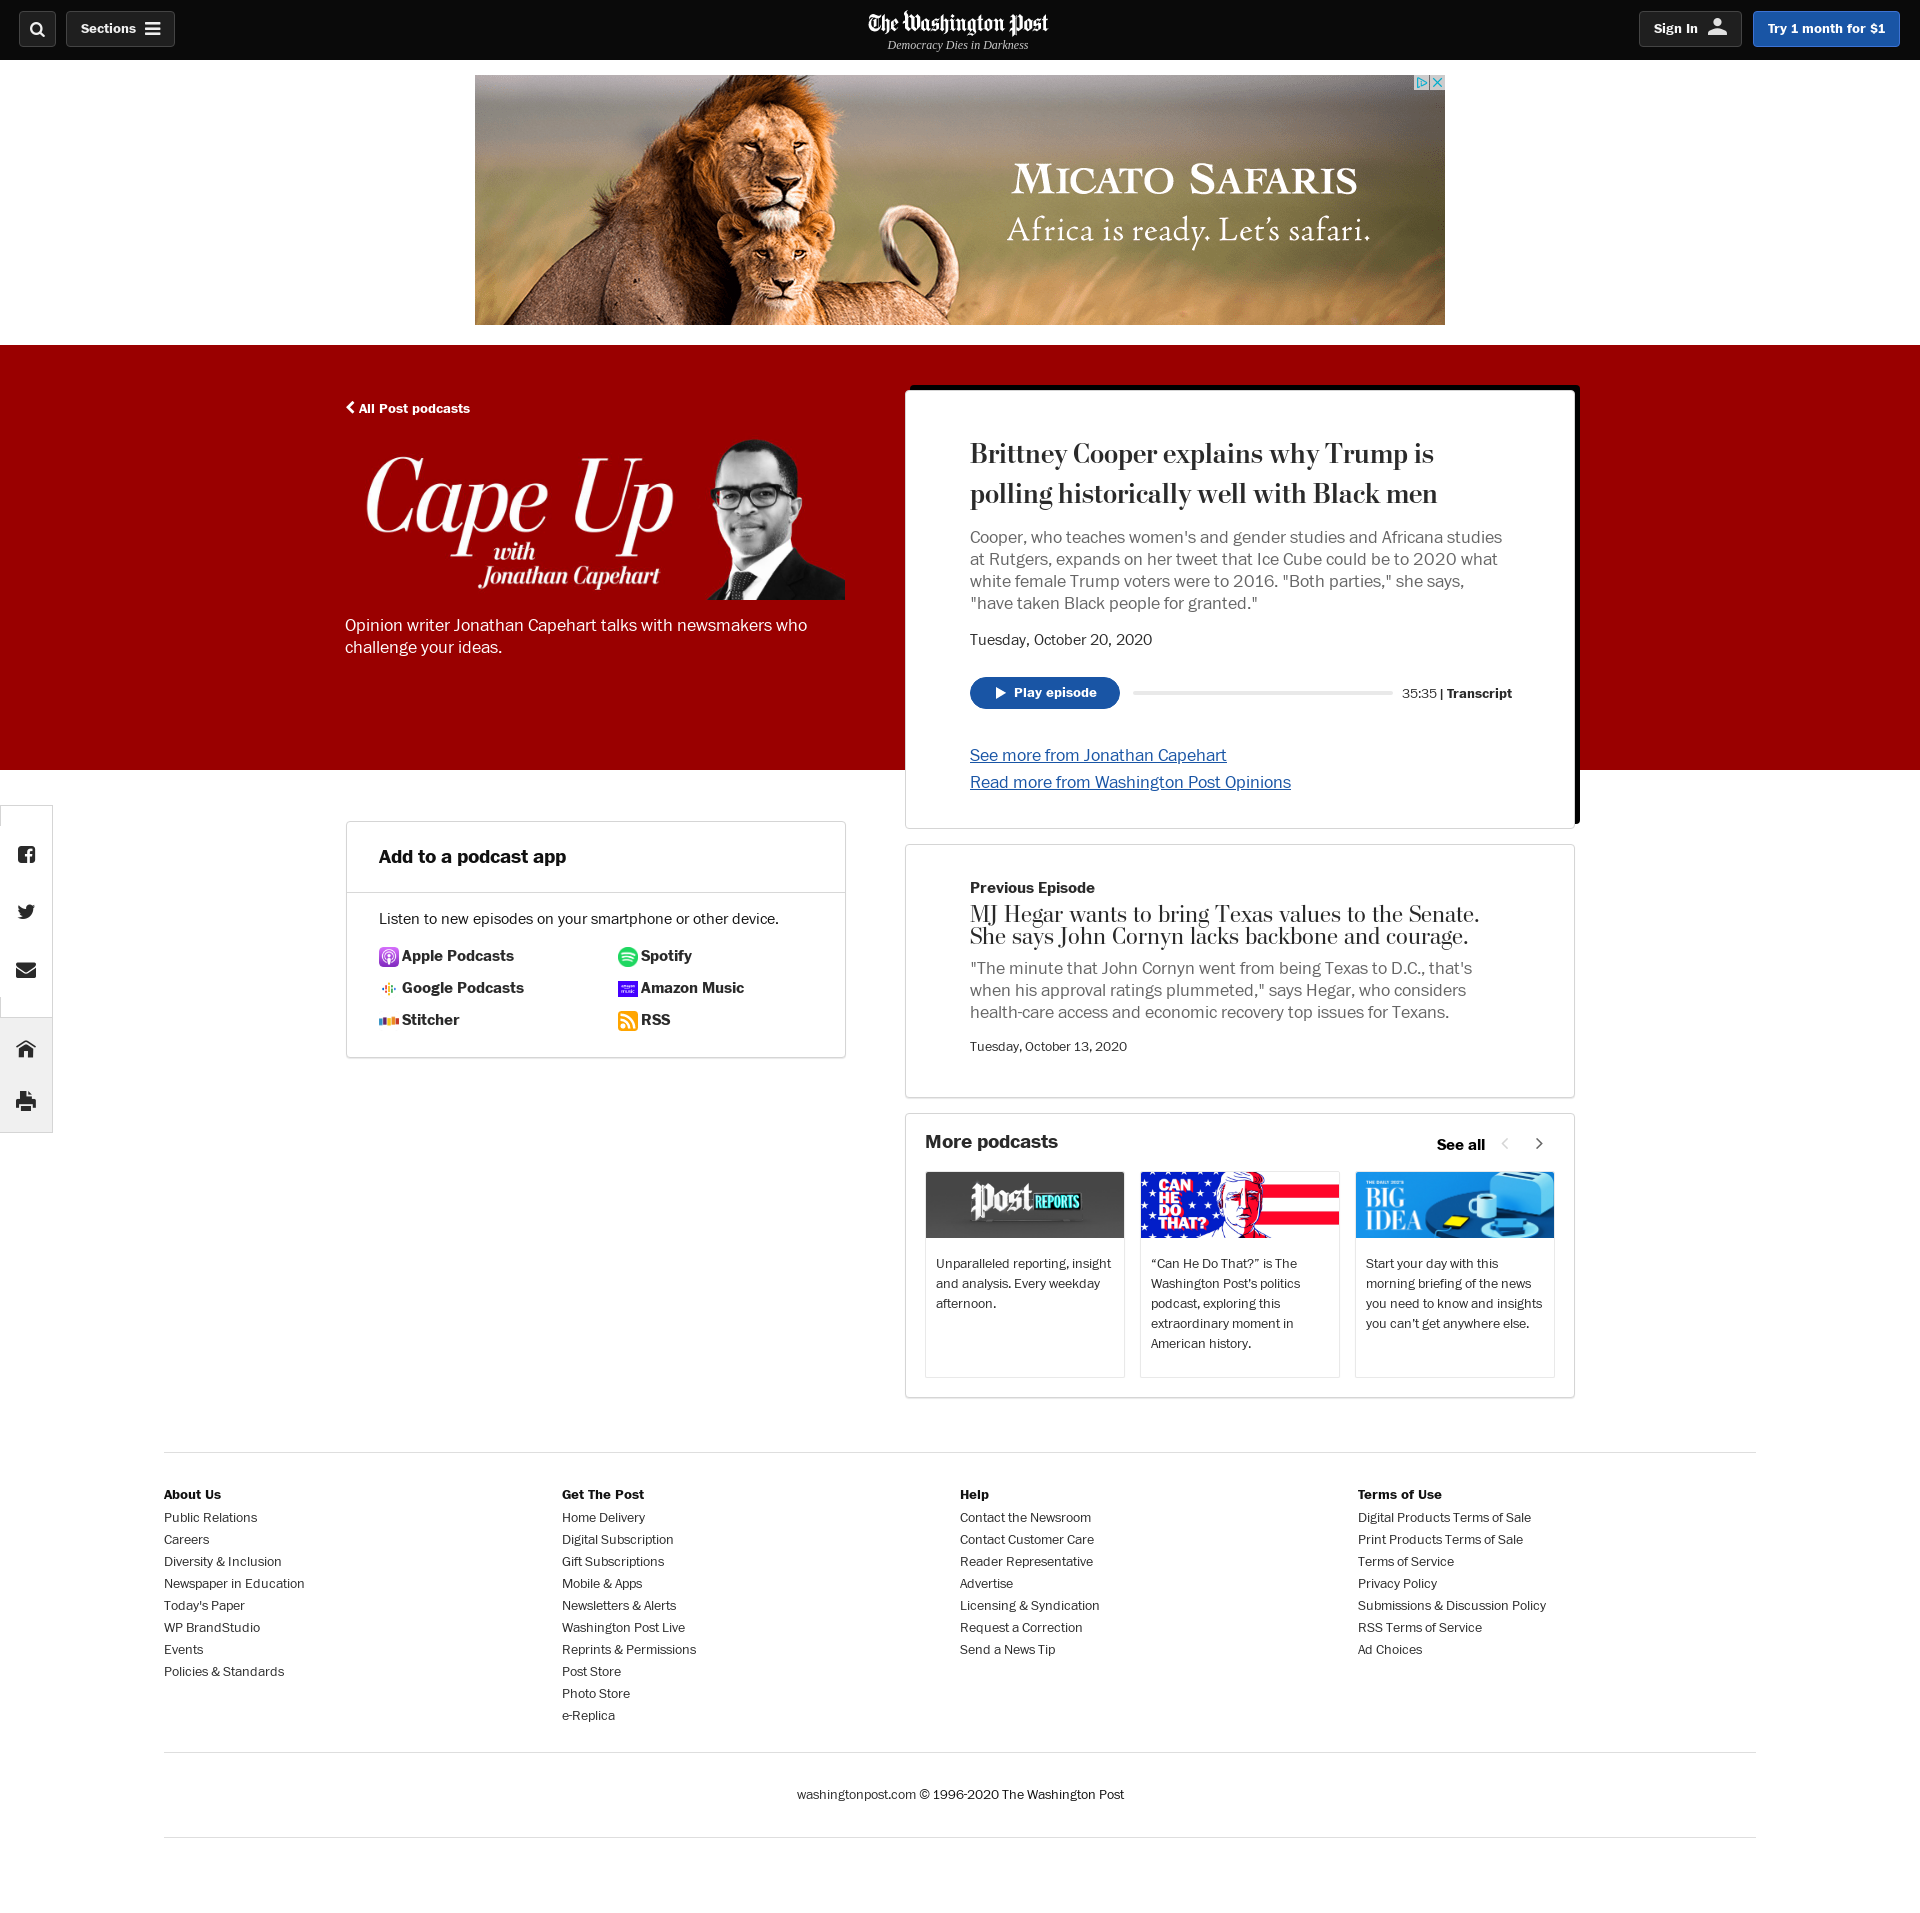 Sections
The Washington Post
Democracy Dies in Darkness
Sign In
Try 1 month for $1
MICATO SAFARIS
Africa is ready. Let's safari.
All Post podcasts
Cape Up
with
Jonathan Capehart
Opinion writer Jonathan Capehart talks with newsmakers who
challenge your ideas.
Brittney Cooper explains why Trump is
polling historically well with Black men
Cooper, who teaches women's and gender studies and Africana studies
at Rutgers, expands on her tweet that Ice Cube could be to 2020 what
white female Trump voters were to 2016. "Both parties," she says,
"have taken Black people for granted."
Tuesday, October 20, 2020
Play episode
35:35 | Transcript
See more from Jonathan Capehart
Read more from Washington Post Opinions
Add to a podcast app
Listen to new episodes on your smartphone or other device.
Apple Podcasts
Spotify
Google Podcasts
Amazon Music
Stitcher
RSS
Previous Episode
MJ Hegar wants to bring Texas values to the Senate.
She says John Cornyn lacks backbone and courage.
"The minute that John Cornyn went from being Texas to D.C., that's
when his approval ratings plummeted," says Hegar, who considers
health-care access and economic recovery top issues for Texans.
Tuesday, October 13, 2020
More podcasts
See all
Post REPORTS
Unparalleled reporting, insight
and analysis. Every weekday
afternoon.
CAN
HE
DO
THAT?
“Can He Do That?” is The
Washington Post's politics
podcast, exploring this
extraordinary moment in
American history.
THE DAILY 202'S
BIG
IDEA
Start your day with this
morning briefing of the news
you need to know and insights
you can't get anywhere else.
About Us
Public Relations
Careers
Diversity & Inclusion
Newspaper in Education
Today's Paper
WP BrandStudio
Events
Policies & Standards
Get The Post
Home Delivery
Digital Subscription
Gift Subscriptions
Mobile & Apps
Newsletters & Alerts
Washington Post Live
Reprints & Permissions
Post Store
Photo Store
e-Replica
Help
Contact the Newsroom
Contact Customer Care
Reader Representative
Advertise
Licensing & Syndication
Request a Correction
Send a News Tip
Terms of Use
Digital Products Terms of Sale
Print Products Terms of Sale
Terms of Service
Privacy Policy
Submissions & Discussion Policy
RSS Terms of Service
Ad Choices
washingtonpost.com © 1996-2020 The Washington Post